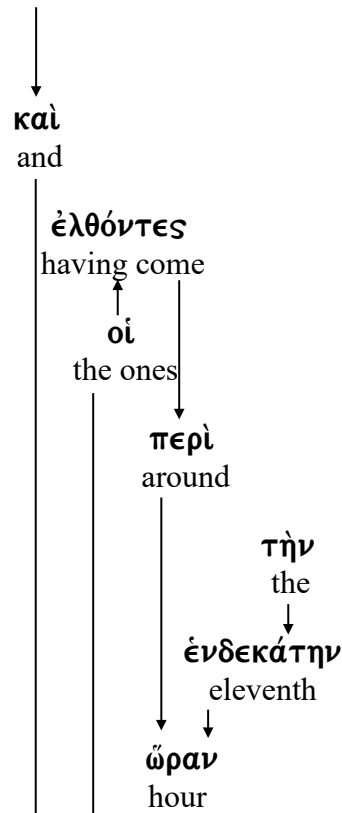 καὶ
and
ἐλθόντες
having come
οἱ
the ones
περὶ
around
τὴν
the
ἑνδεκάτην
eleventh
ὥραν
hour